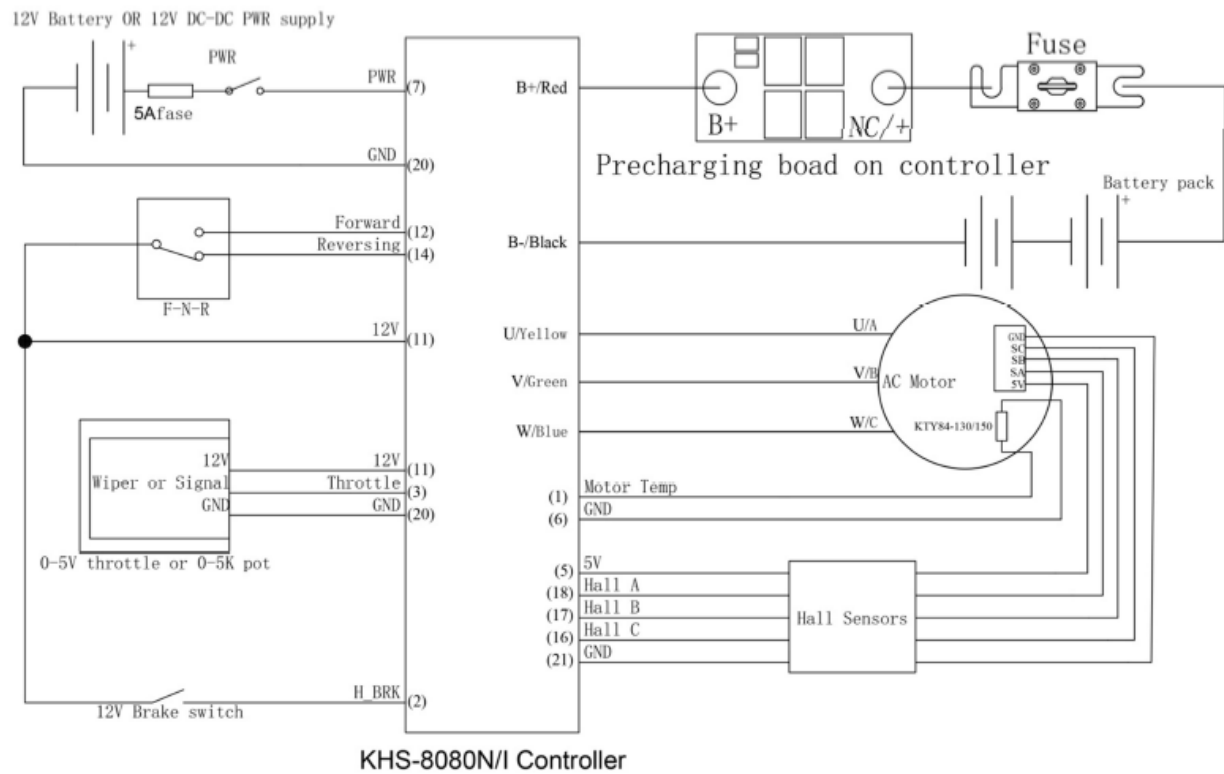 12V Battery OR 12V DC-DC PWR supply
+
PWR
5Afase
PWR
(7)
GND
(20)
Forward
(12)
Reversing
(14)
F-N-R
12V
(11)
12V
Wiper or Signal
GND
12V
(11)
Throttle
(3)
GND
(20)
0-5V throttle or 0-5K pot
12V Brake switch
H_BRK
(2)
B+/Red
B+
NC/+
Fuse
Precharging boad on controller
Battery pack
+
B-/Black
U/Yellow
U/A
V/Green
V/B
W/Blue
W/C
AC Motor
GND
SC
SB
SA
5V
KTY84-130/150
(1)
Motor Temp
(6)
GND
(5)
5V
(18)
Hall A
(17)
Hall B
(16)
Hall C
(21)
GND
Hall Sensors
KHS-8080N/I Controller